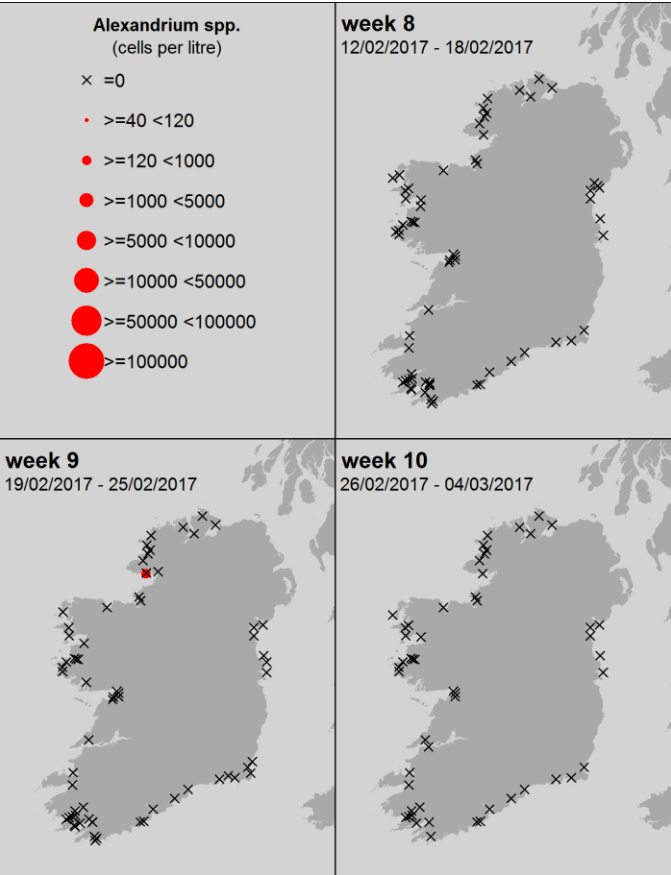 Alexandrium spp.
(cells per litre)
=0
>=40 <120
>=120 <1000
>=1000 <5000
>=5000 <10000
>=10000 <50000
>=50000 <100000
>=100000
week 8
12/02/2017 - 18/02/2017
week 9
19/02/2017 - 25/02/2017
week 10
26/02/2017 - 04/03/2017